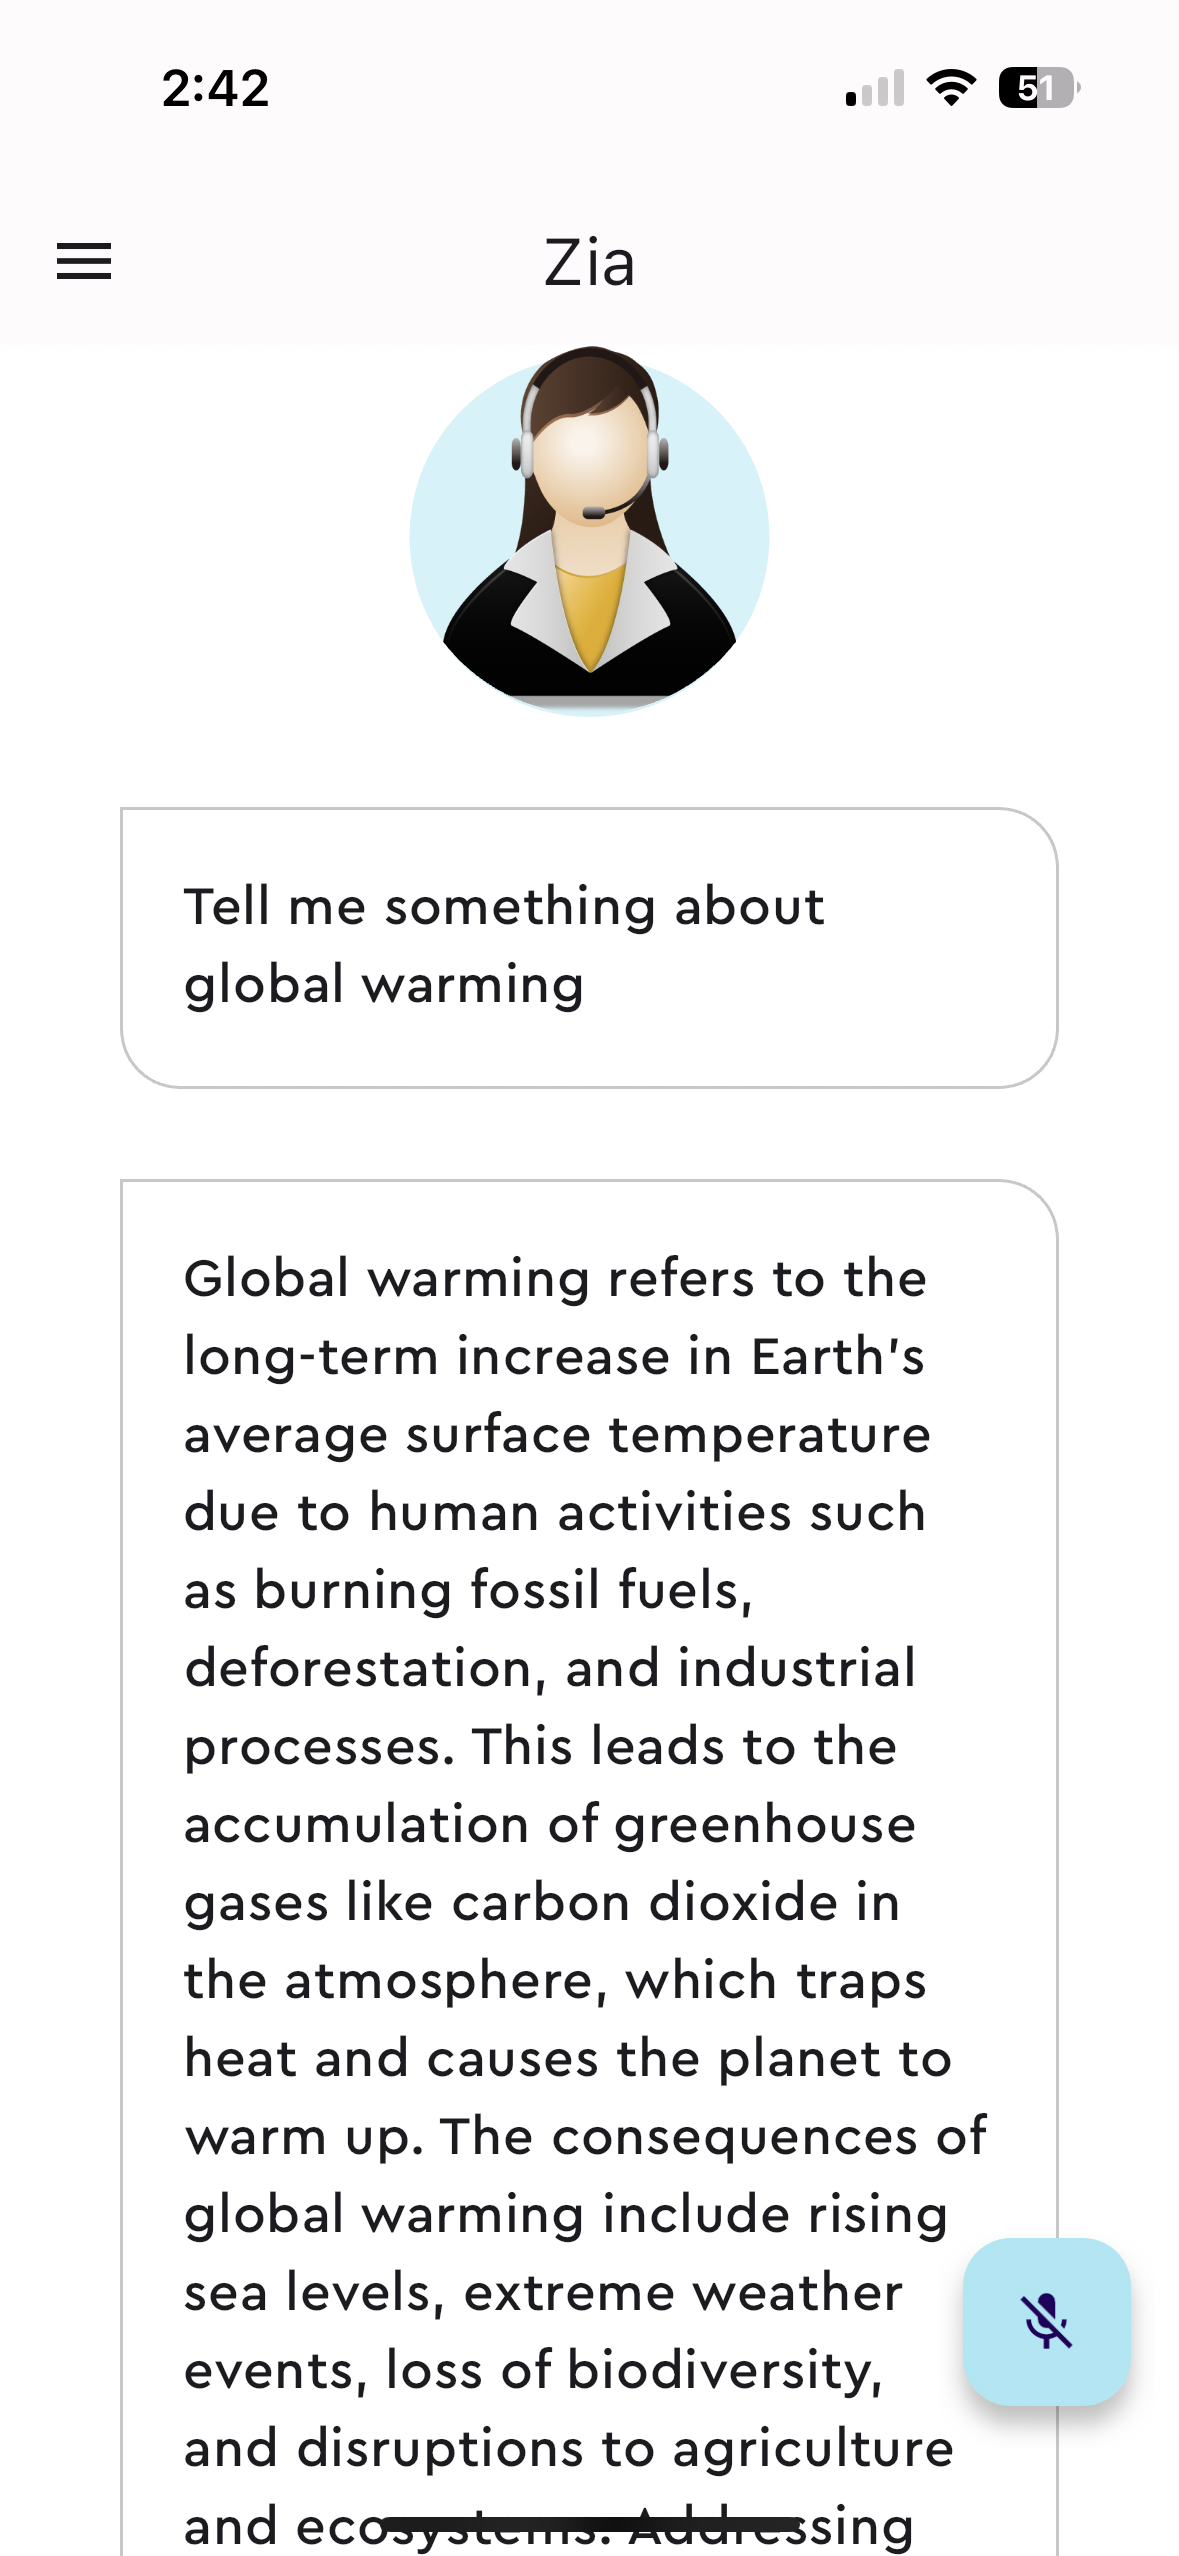 2:42
51
Zia
Tell me something about
global warming
Global warming refers to the
long-term increase in Earth's
average surface temperature
due to human activities such
as burning fossil fuels,
deforestation, and industrial
processes. This leads to the
accumulation of greenhouse
gases like carbon dioxide in
the atmosphere, which traps
heat and causes the planet to
warm up. The consequences of
global warming include rising
sea levels, extreme weather
events, loss of biodiversity,
and disruptions to agriculture
and ecosystems. Addressing